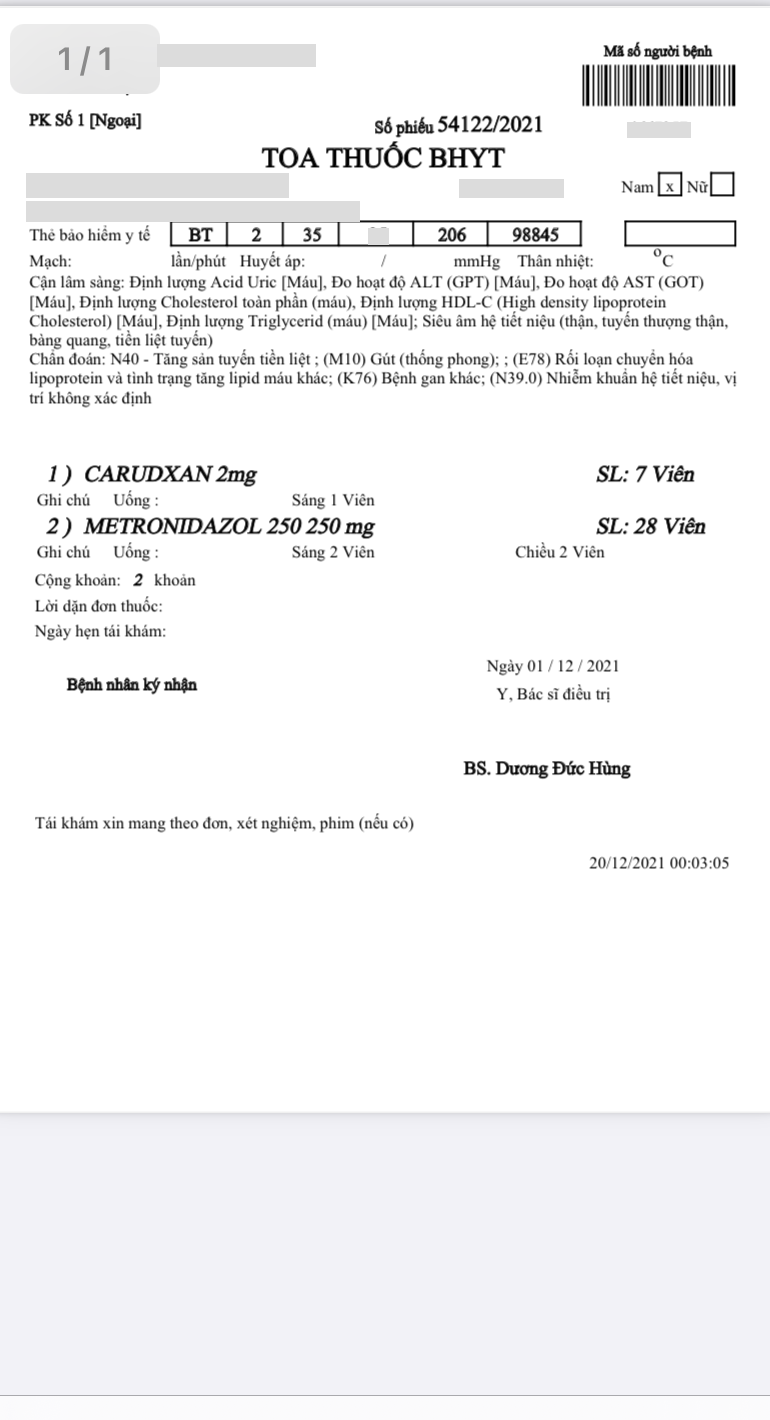 1/1
Mã số người bệnh
PK Số 1 [Ngoại]
Số phiếu 54122/2021
TOA THUỐC BHYT
Nam x Nữ
Thẻ bảo hiểm y tế BT 2 35 206 98845
Mạch: lần/phút Huyết áp: / mmHg Thân nhiệt: °C
Cận lâm sàng: Định lượng Acid Uric [Máu], Đo hoạt độ ALT (GPT) [Máu], Đo hoạt độ AST (GOT)
[Máu], Định lượng Cholesterol toàn phần (máu), Định lượng HDL-C (High density lipoprotein
Cholesterol) [Máu], Định lượng Triglycerid (máu) [Máu]; Siêu âm hệ tiết niệu (thận, tuyến thượng thận,
bàng quang, tiền liệt tuyến)
Chẩn đoán: N40 - Tăng sản tuyến tiền liệt ; (M10) Gút (thống phong); ; (E78) Rối loạn chuyển hóa
lipoprotein và tình trạng tăng lipid máu khác; (K76) Bệnh gan khác; (N39.0) Nhiễm khuẩn hệ tiết niệu, vị
trí không xác định
1 ) CARUDXAN 2mg SL: 7 Viên
Ghi chú Uống : Sáng 1 Viên
2 ) METRONIDAZOL 250 250 mg SL: 28 Viên
Ghi chú Uống : Sáng 2 Viên Chiều 2 Viên
Cộng khoản: 2 khoản
Lời dặn đơn thuốc:
Ngày hẹn tái khám:
Ngày 01 / 12 / 2021
Bệnh nhân ký nhận
Y, Bác sĩ điều trị
BS. Dương Đức Hùng
Tái khám xin mang theo đơn, xét nghiệm, phim (nếu có)
20/12/2021 00:03:05